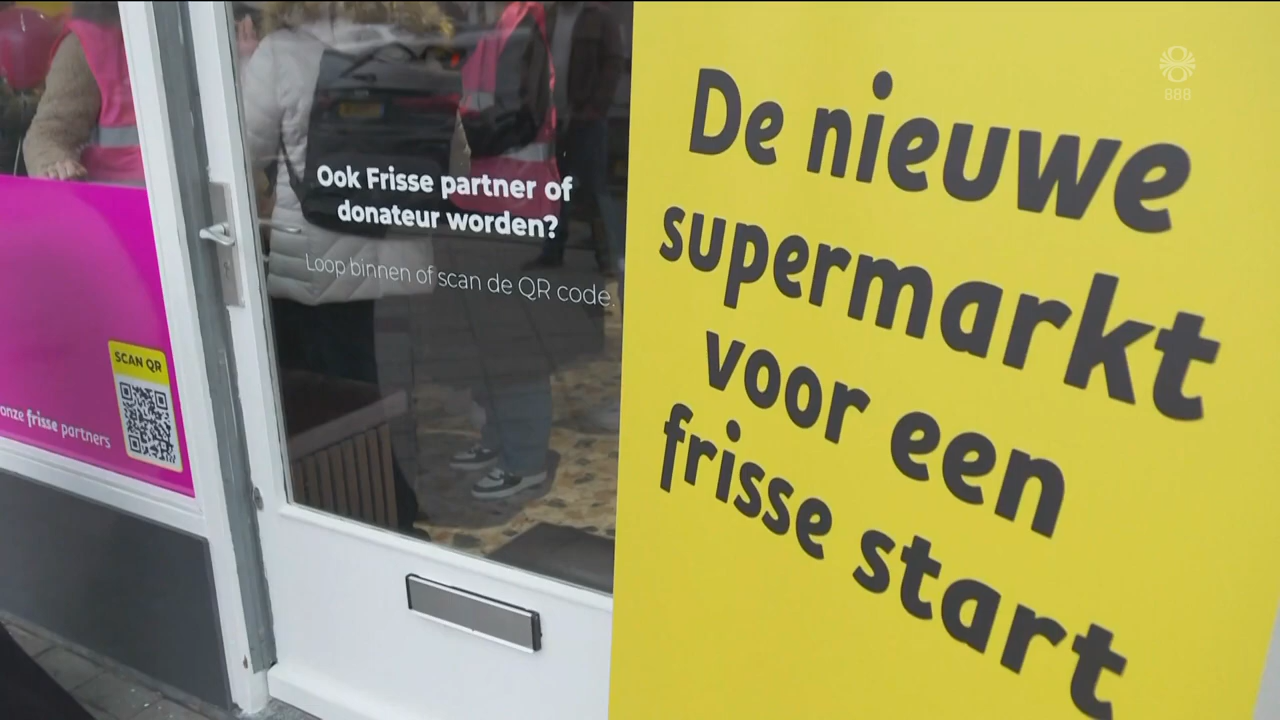 Ook Frisse partner of
donateur worden?
Loop binnen of scan de QR code.
SCAN QR
onze frisse partners
De nieuwe
supermarkt
voor een
frisse start
888